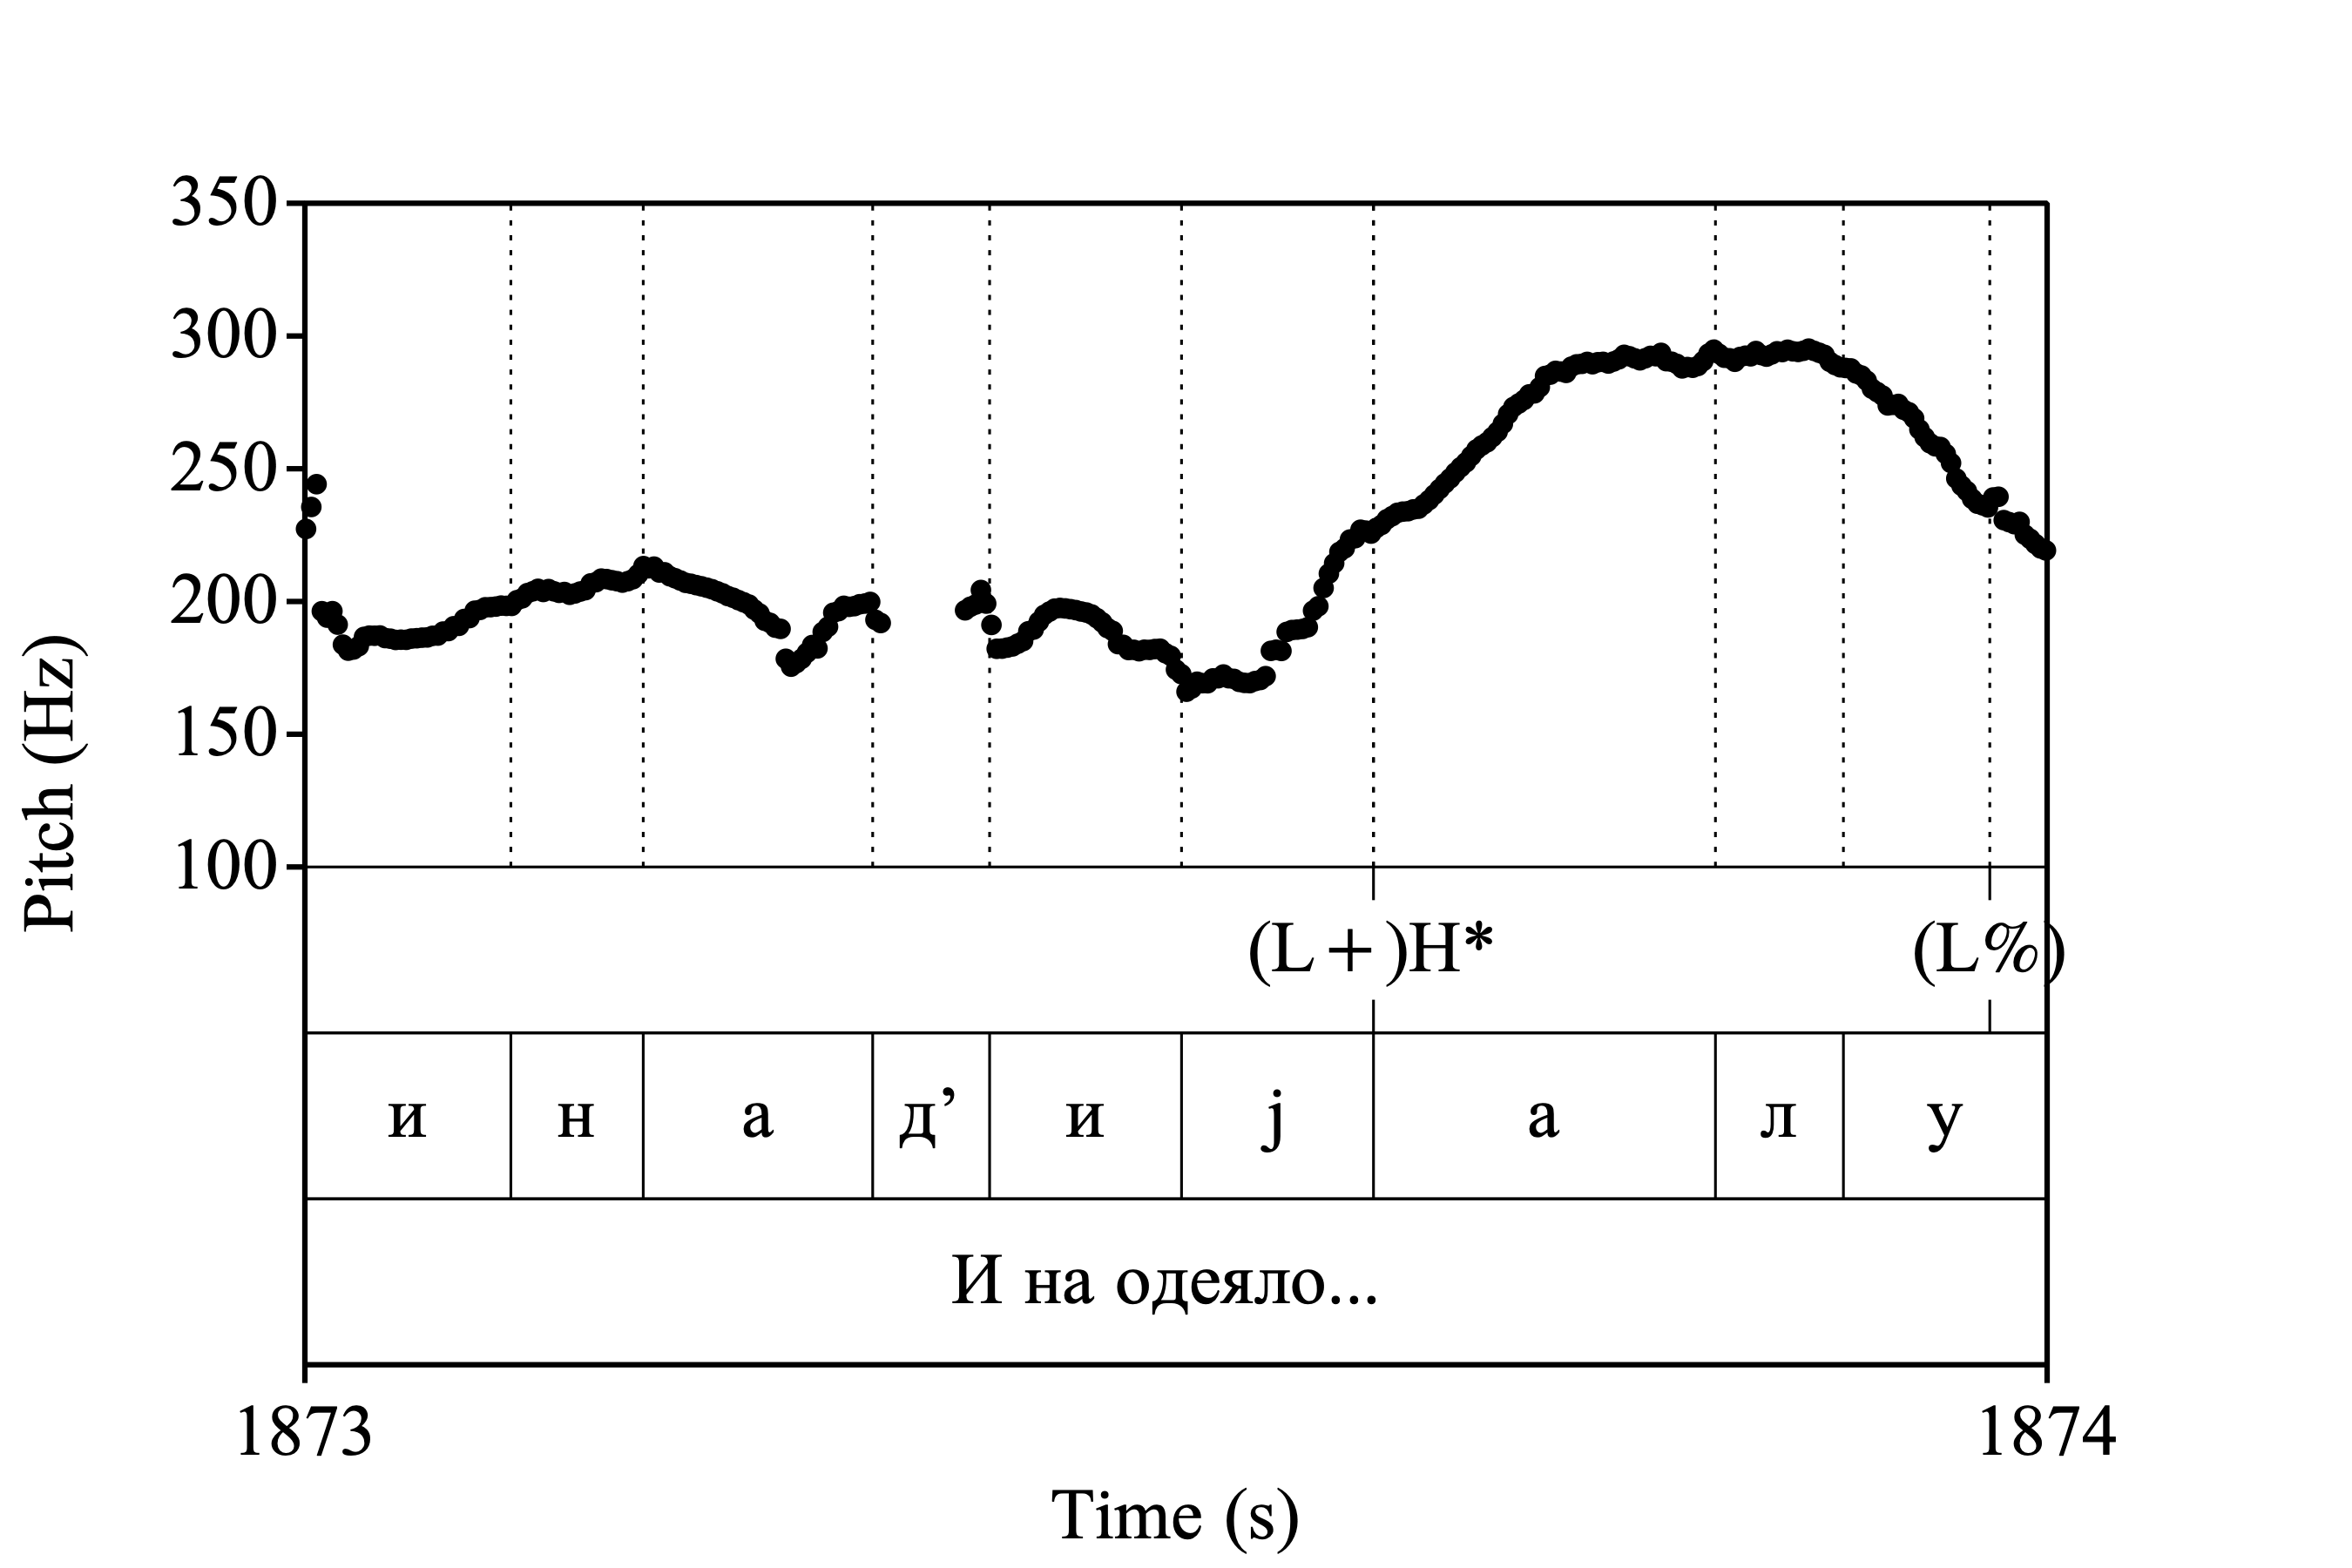 350
300
250
200
150
100
Pitch (Hz)
(L + )H* (L%)
и н а д’ и j а л у
И на одеяло...
1873 1874
Time (s)